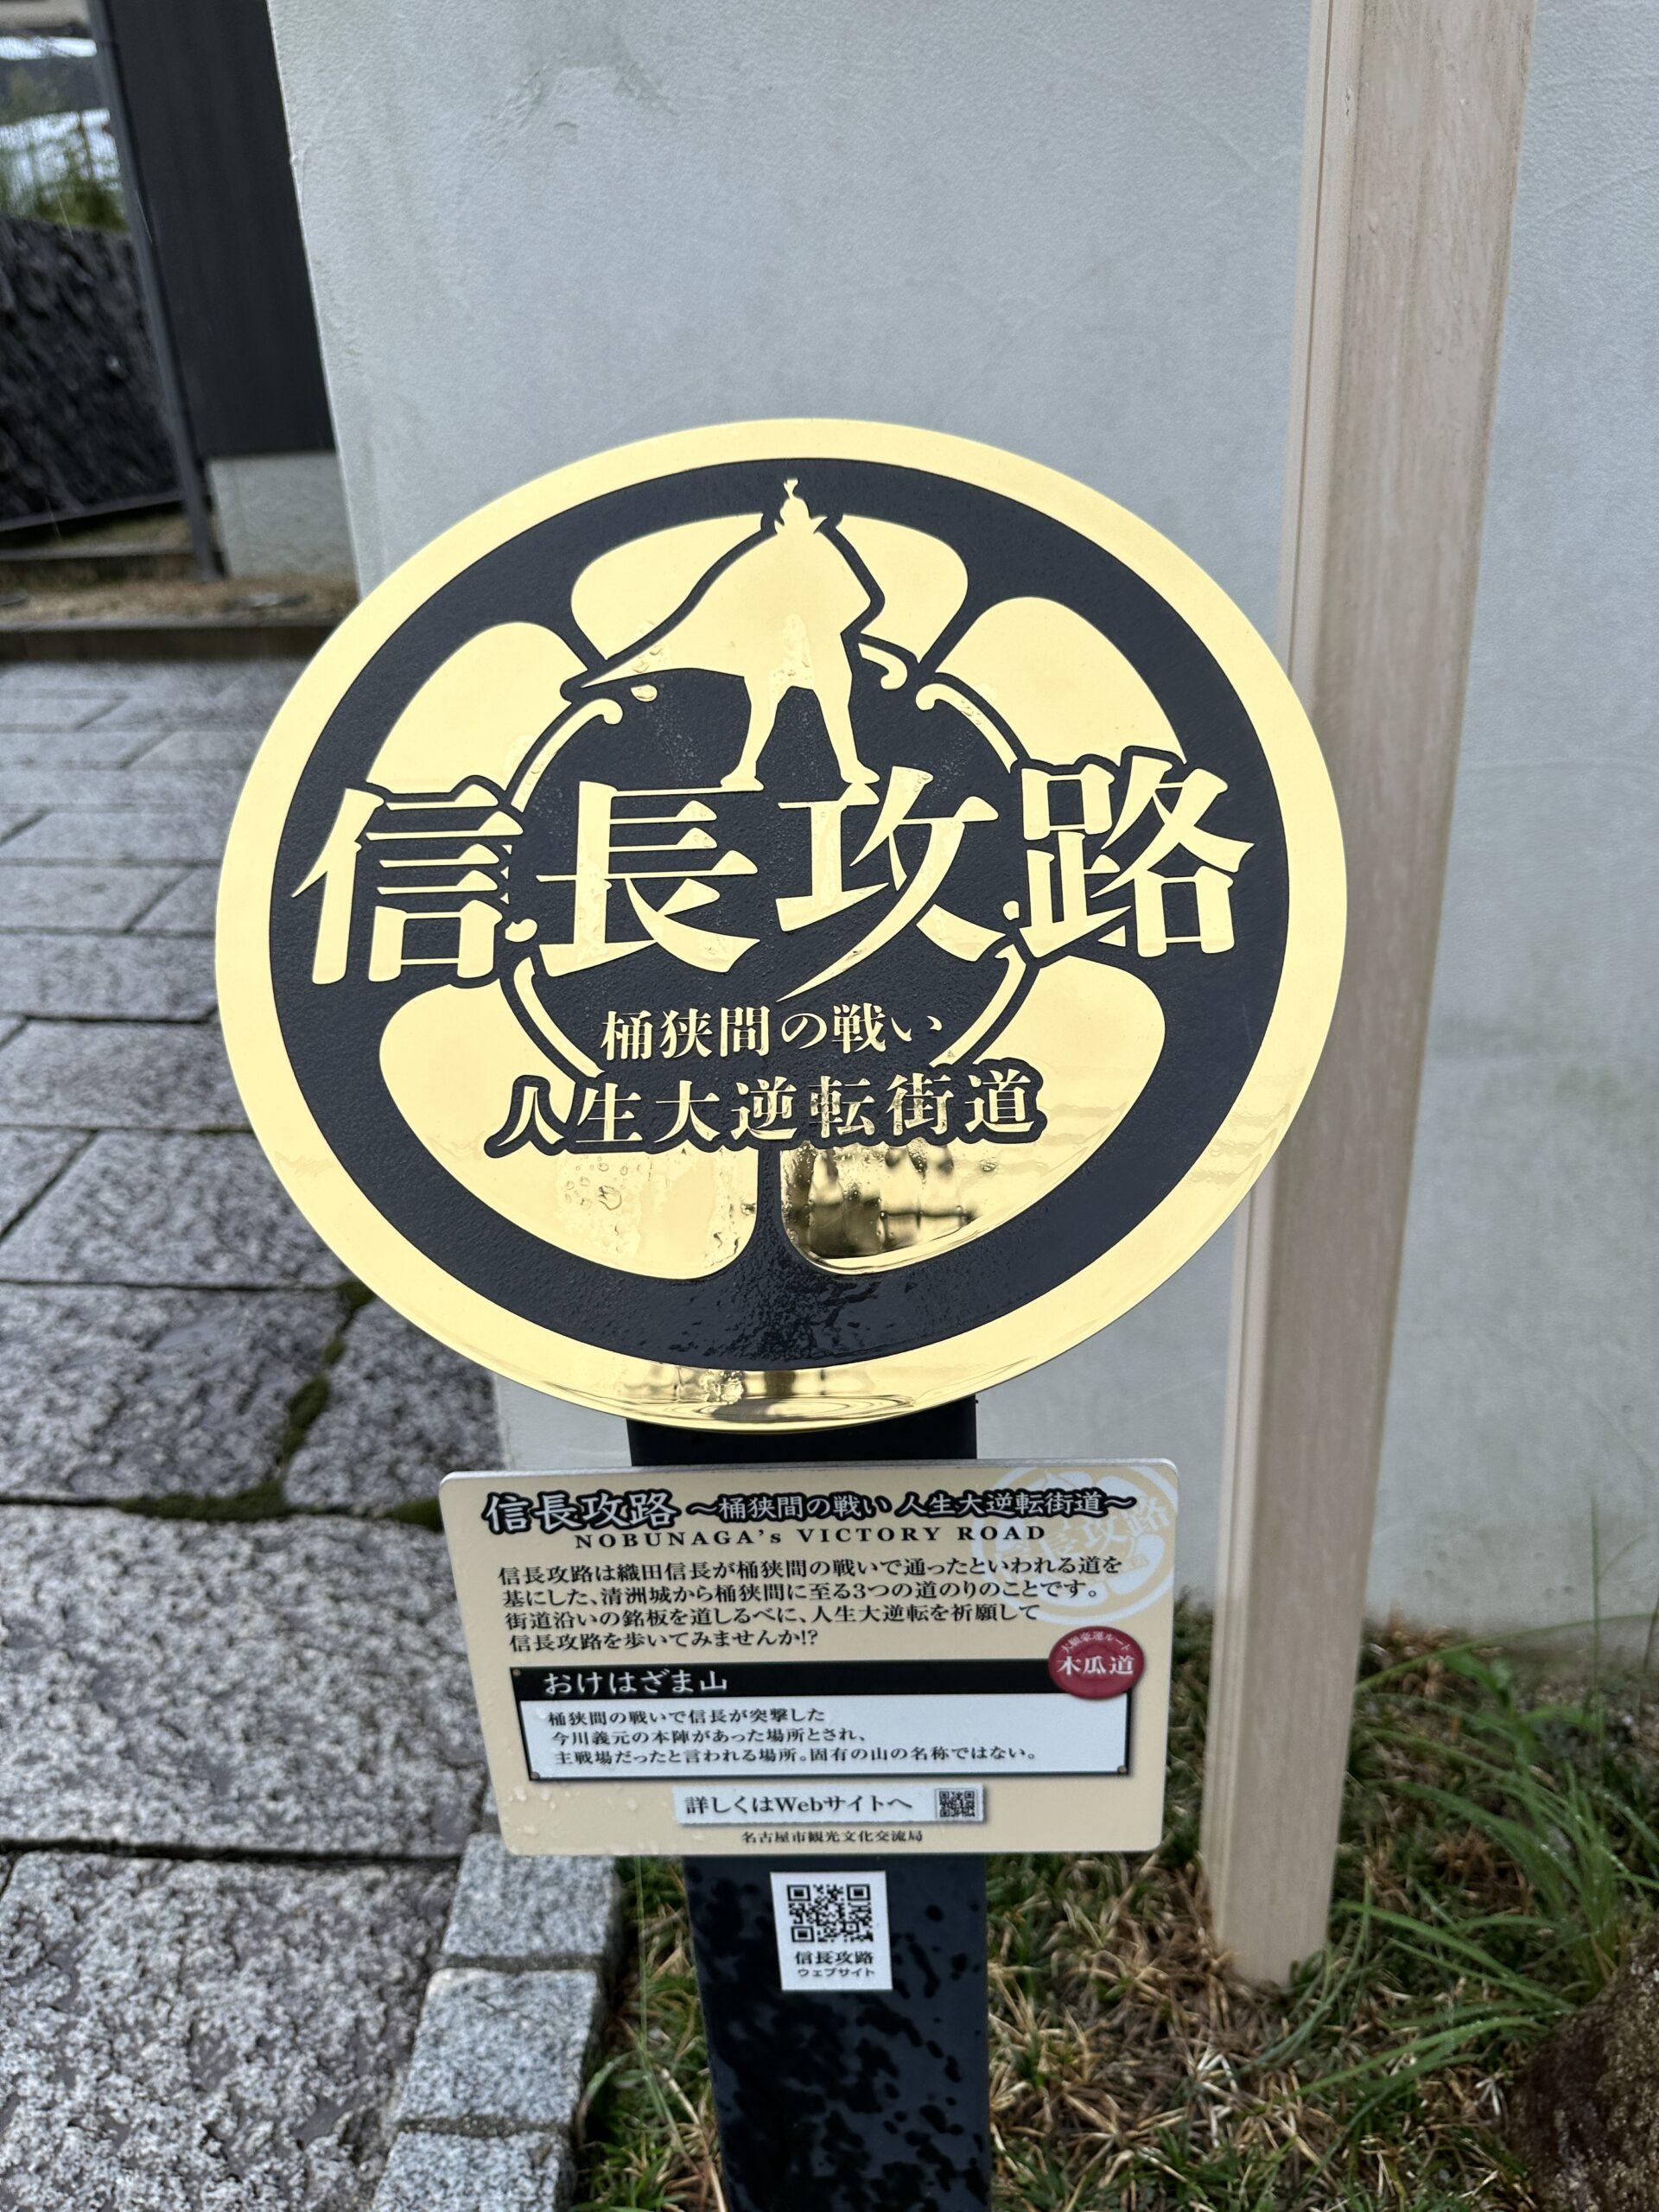 信長攻路
桶狭間の戦い
人生大逆転街道
信長攻路 ～桶狭間の戦い 人生大逆転街道～
NOBUNAGA's VICTORY ROAD
信長攻路は織田信長が桶狭間の戦いで通ったといわれる道を
基にした、清洲城から桶狭間に至る3つの道のりのことです。
街道沿いの銘板を道しるべに、人生大逆転を祈願して
信長攻路を歩いてみませんか!?
大願豪運ルート
木瓜道
おけはざま山
桶狭間の戦いで信長が突撃した
今川義元の本陣があった場所とされ、
主戦場だったと言われる場所。固有の山の名称ではない。
詳しくはWebサイトへ
名古屋市観光文化交流局
信長攻路
ウェブサイト